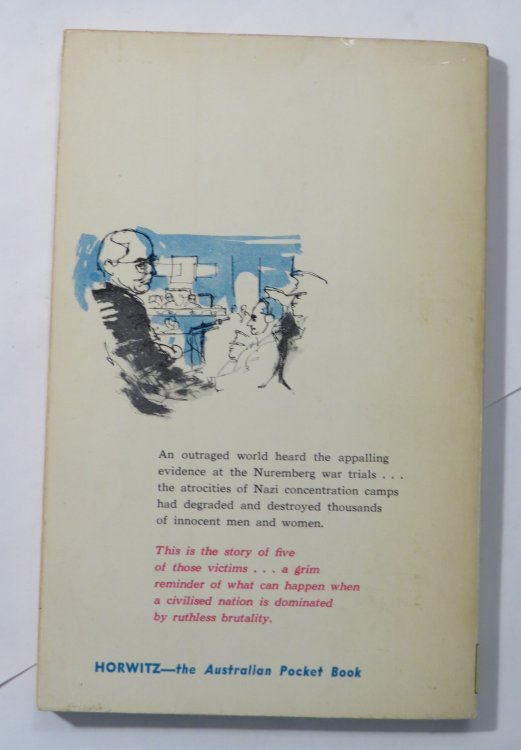 An outraged world heard the appalling
evidence at the Nuremberg war trials . . .
the atrocities of Nazi concentration camps
had degraded and destroyed thousands
of innocent men and women.
This is the story of five
of those victims . . . a grim
reminder of what can happen when
a civilised nation is dominated
by ruthless brutality.
HORWITZ—the Australian Pocket Book